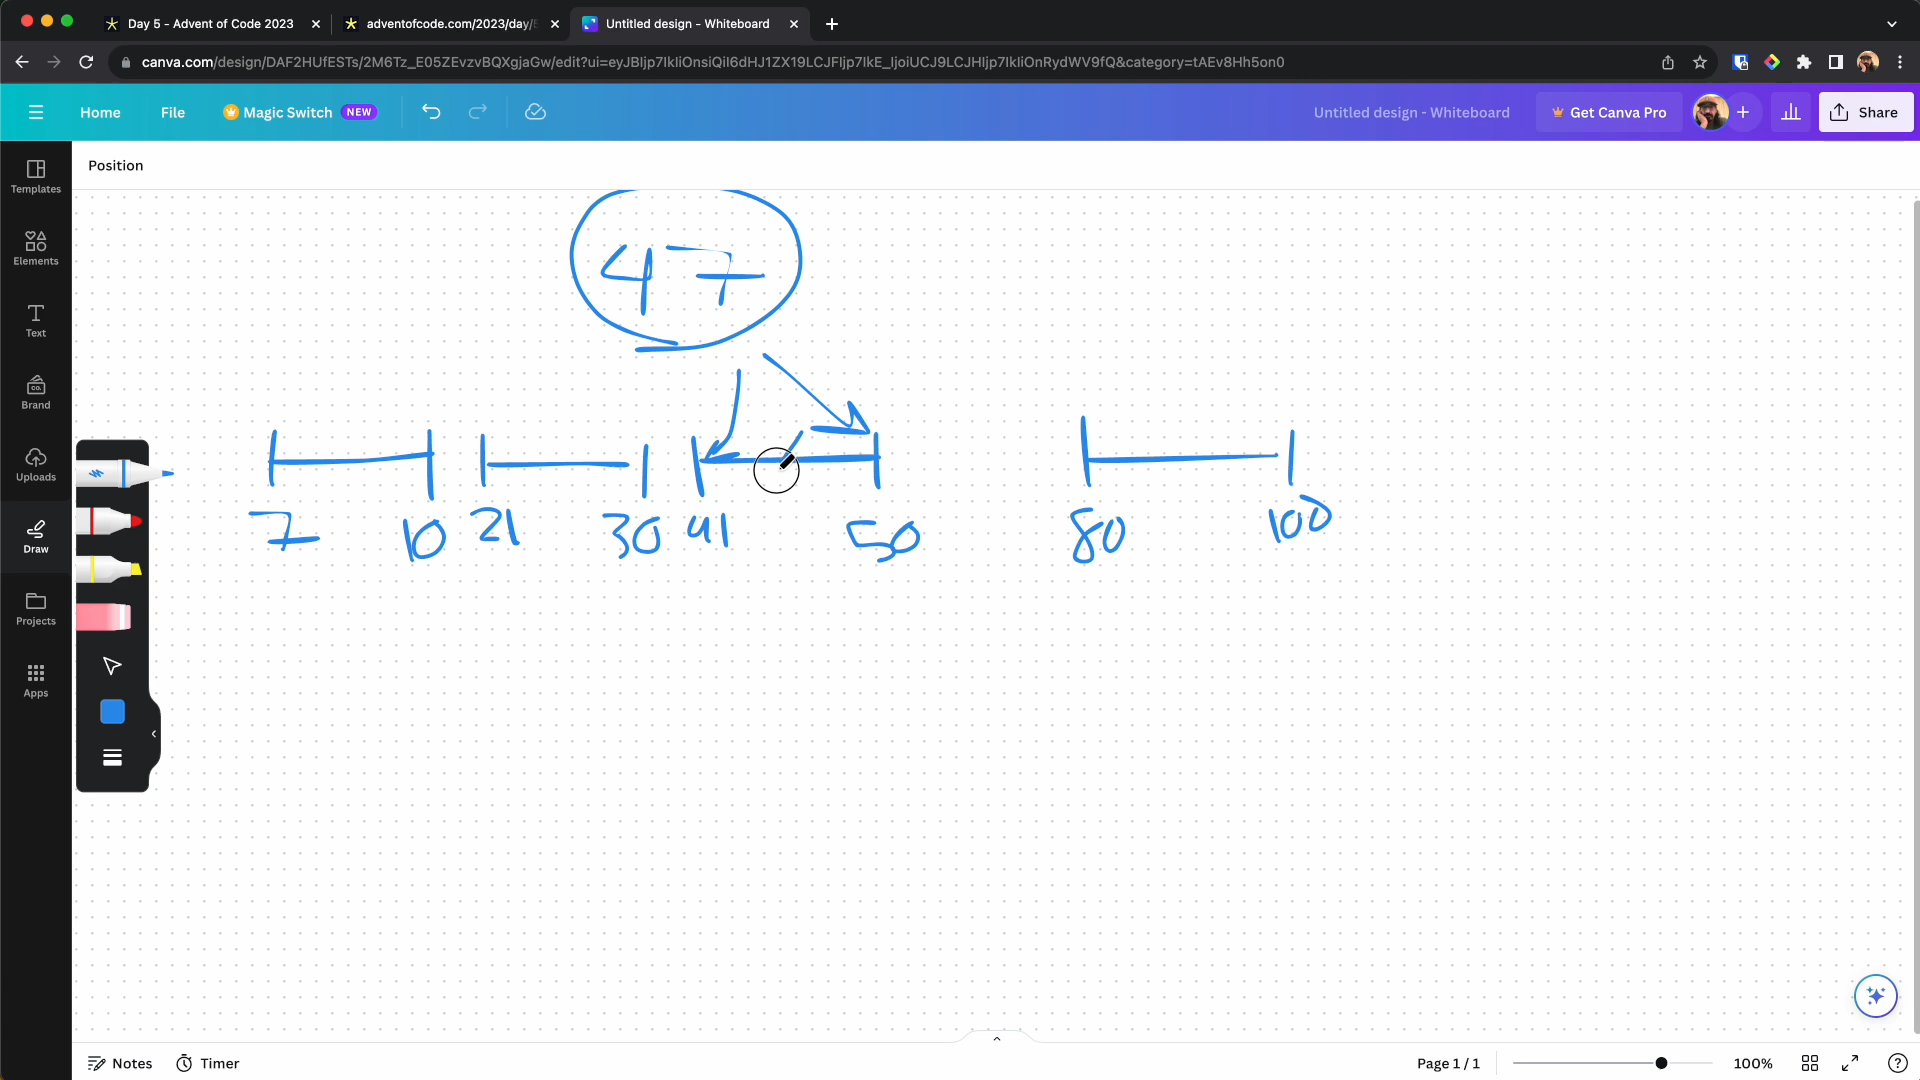 Day 5 - Advent of Code 2023
adventofcode.com/2023/day/5
Untitled design - Whiteboard
canva.com/design/DAF2HUfESTs/2M6Tz_E05ZEvzvBQXgjaGw/edit?ui=eyJBIjp7IkIiOnsiQiI6dHJ1ZX19LCJFIjp7IkE_IjoiUCJ9LCJHIjp7IkIiOnRydWV9fQ&category=tAEv8Hh5on0
Home
File
Magic Switch NEW
Untitled design - Whiteboard
Get Canva Pro
Share
Position
Templates
Elements
Text
Brand
Uploads
Draw
Projects
Apps
47
7 10 21 30 41 50 80 100
Notes
Timer
Page 1 / 1
100%